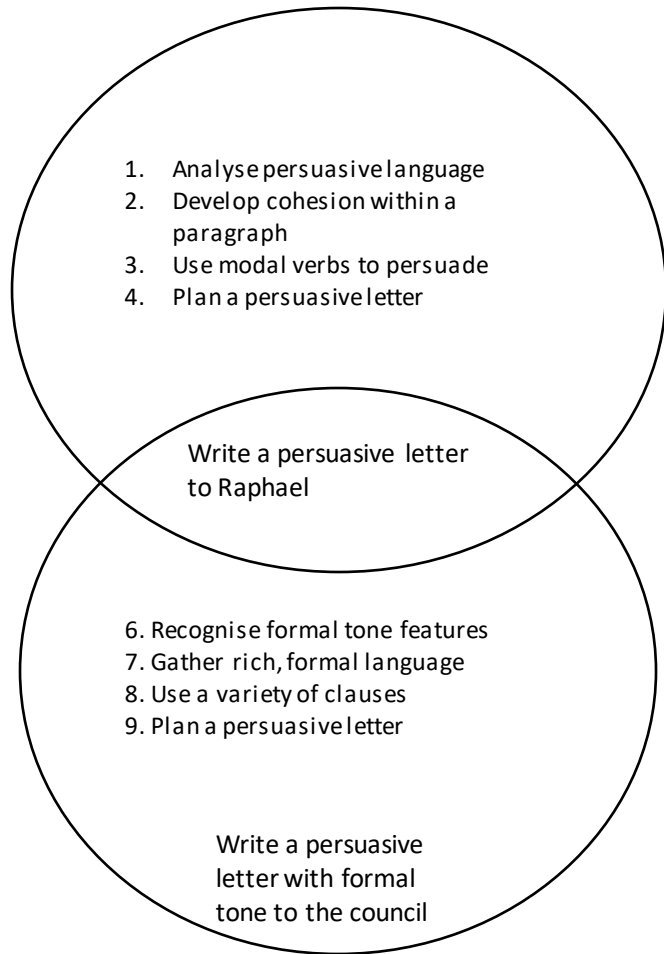 1. Analyse persuasive language
2. Develop cohesion within a
paragraph
3. Use modal verbs to persuade
4. Plan a persuasive letter
Write a persuasive letter
to Raphael
6. Recognise formal tone features
7. Gather rich, formal language
8. Use a variety of clauses
9. Plan a persuasive letter
Write a persuasive
letter with formal
tone to the council